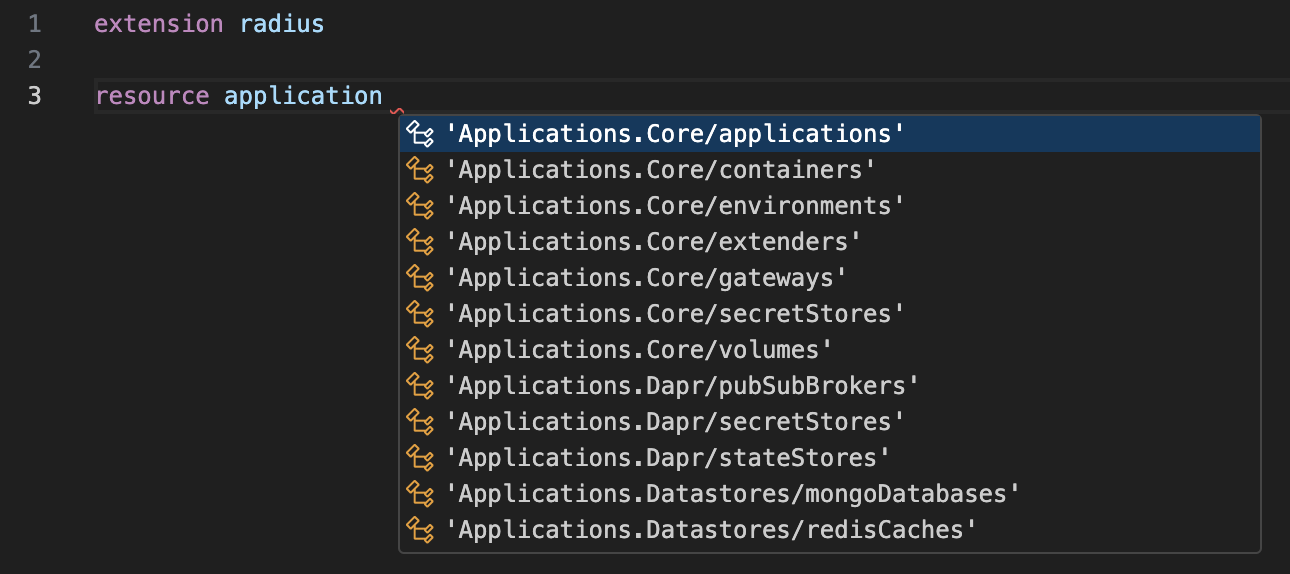 1 extension radius
2
3 resource application
'Applications.Core/applications'
'Applications.Core/containers'
'Applications.Core/environments'
'Applications.Core/extenders'
'Applications.Core/gateways'
'Applications.Core/secretStores'
'Applications.Core/volumes'
'Applications.Dapr/pubSubBrokers'
'Applications.Dapr/secretStores'
'Applications.Dapr/stateStores'
'Applications.Datastores/mongoDatabases'
'Applications.Datastores/redisCaches'